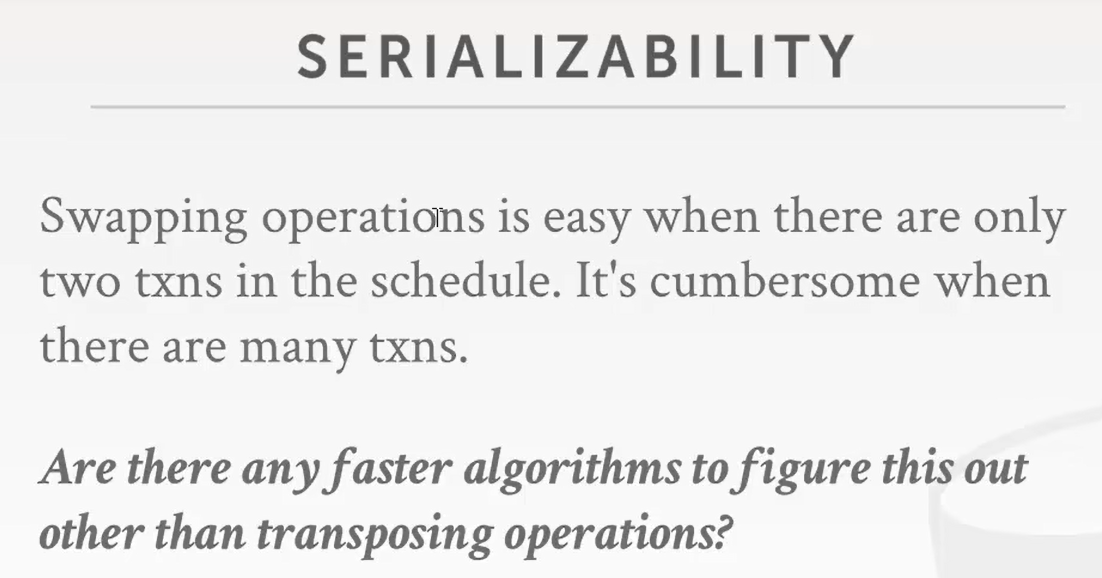 SERIALIZABILITY
Swapping operations is easy when there are only
two txns in the schedule. It's cumbersome when
there are many txns.
Are there any faster algorithms to figure this out
other than transposing operations?